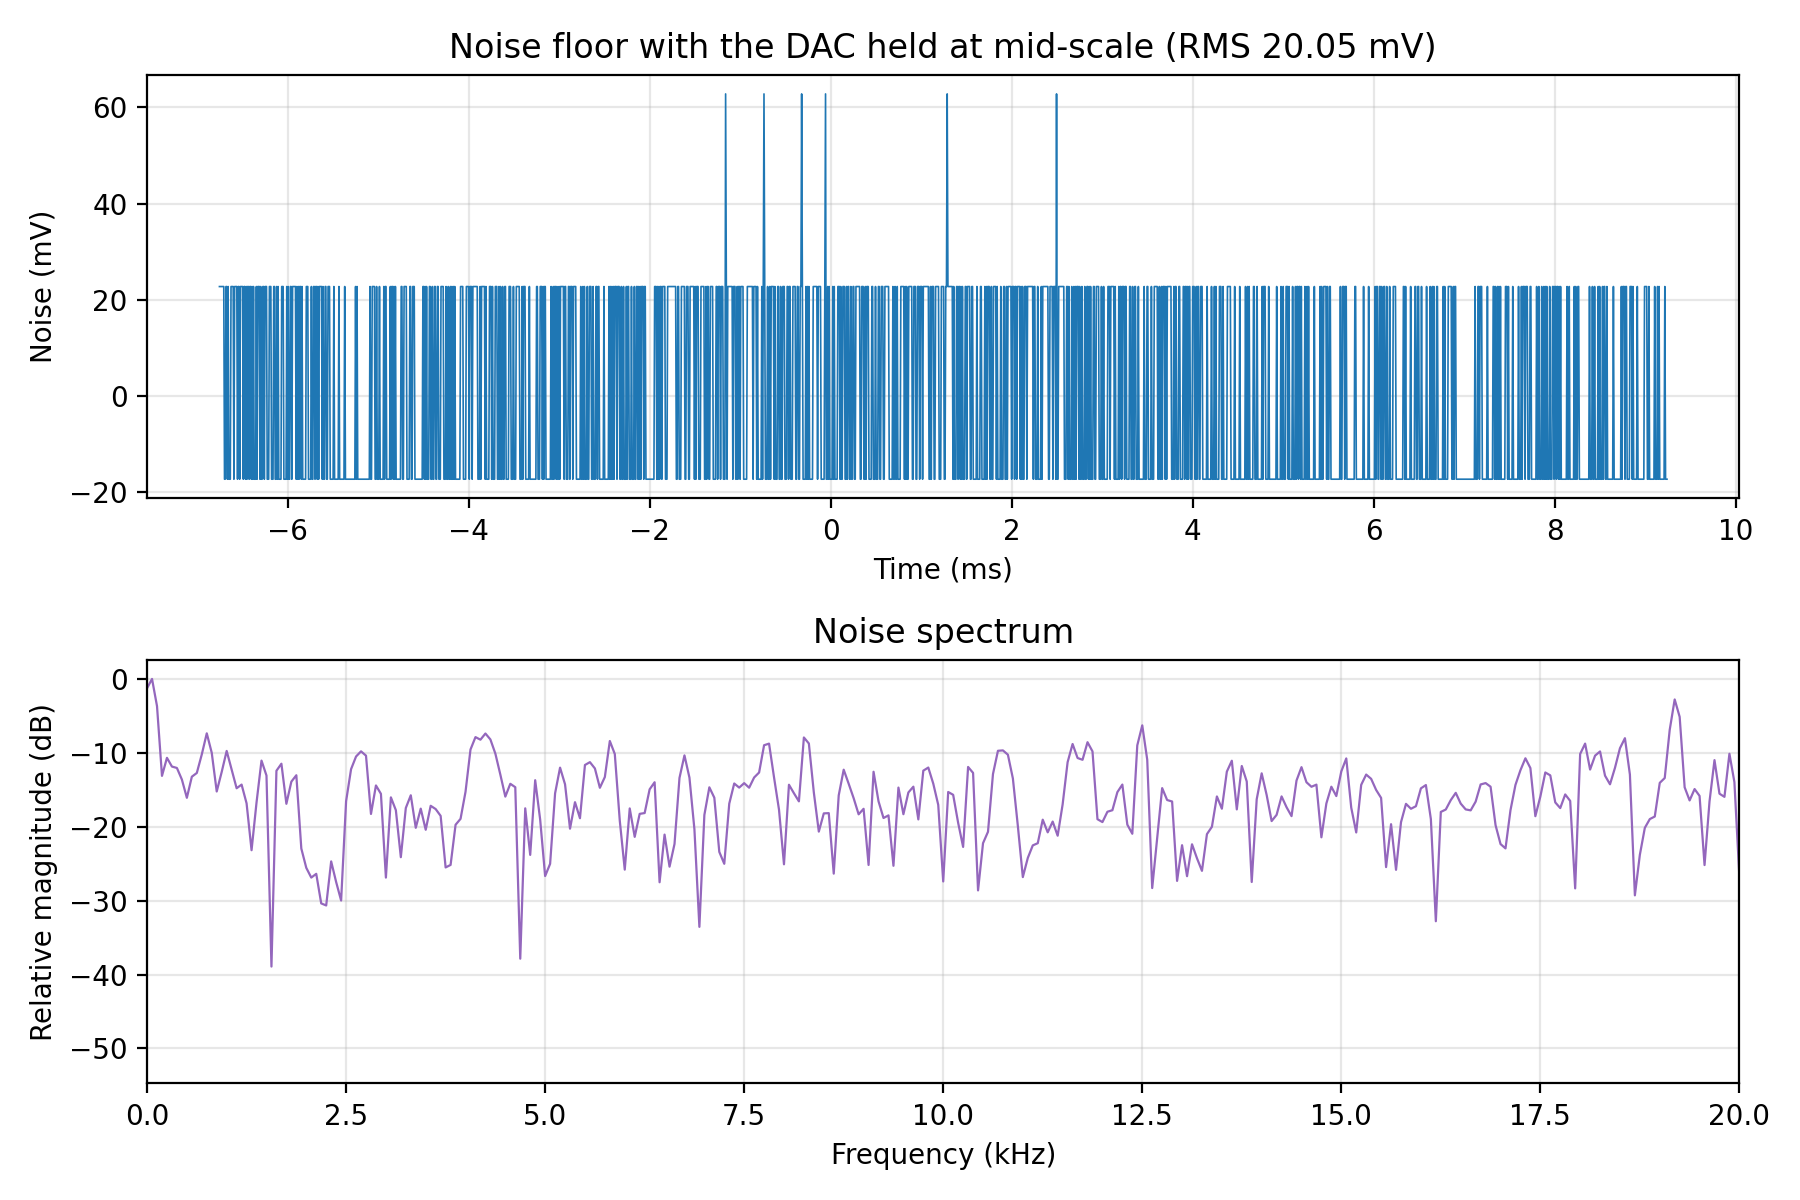 Noise floor with the DAC held at mid-scale (RMS 20.05 mV)
60
40
20
0
−20
Noise (mV)
−6 −4 −2 0 2 4 6 8 10
Time (ms)
Noise spectrum
0
−10
−20
−30
−40
−50
Relative magnitude (dB)
0.0 2.5 5.0 7.5 10.0 12.5 15.0 17.5 20.0
Frequency (kHz)